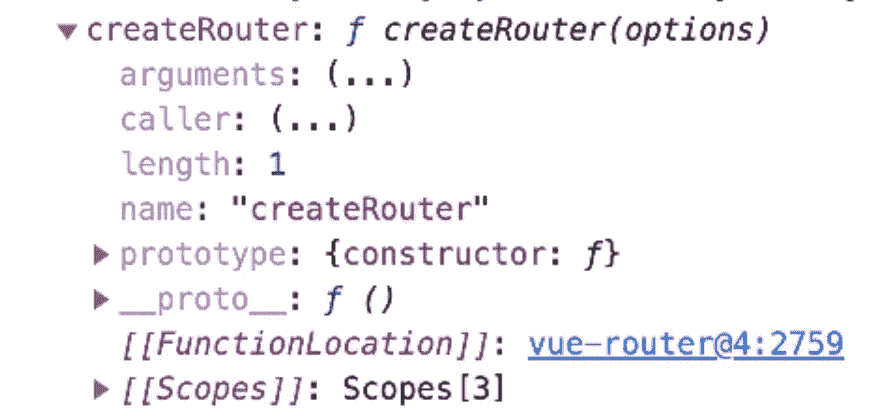 ▼ createRouter: ƒ createRouter(options)
arguments: (...)
caller: (...)
length: 1
name: "createRouter"
▶ prototype: {constructor: ƒ}
▶ __proto__: ƒ ()
[[FunctionLocation]]: vue-router@4:2759
▶ [[Scopes]]: Scopes[3]